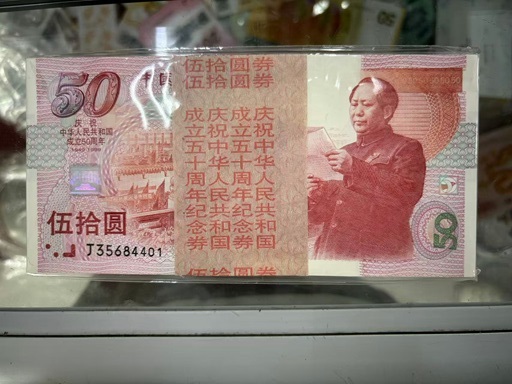 50
庆祝
中华人民共和国
成立50周年
1949-1999
伍拾圆
J35684401
伍拾圆券
伍拾圆券
庆祝中华人民共和国
成立五十周年纪念券
庆祝中华人民共和国
成立五十周年纪念券
伍拾圆券
50